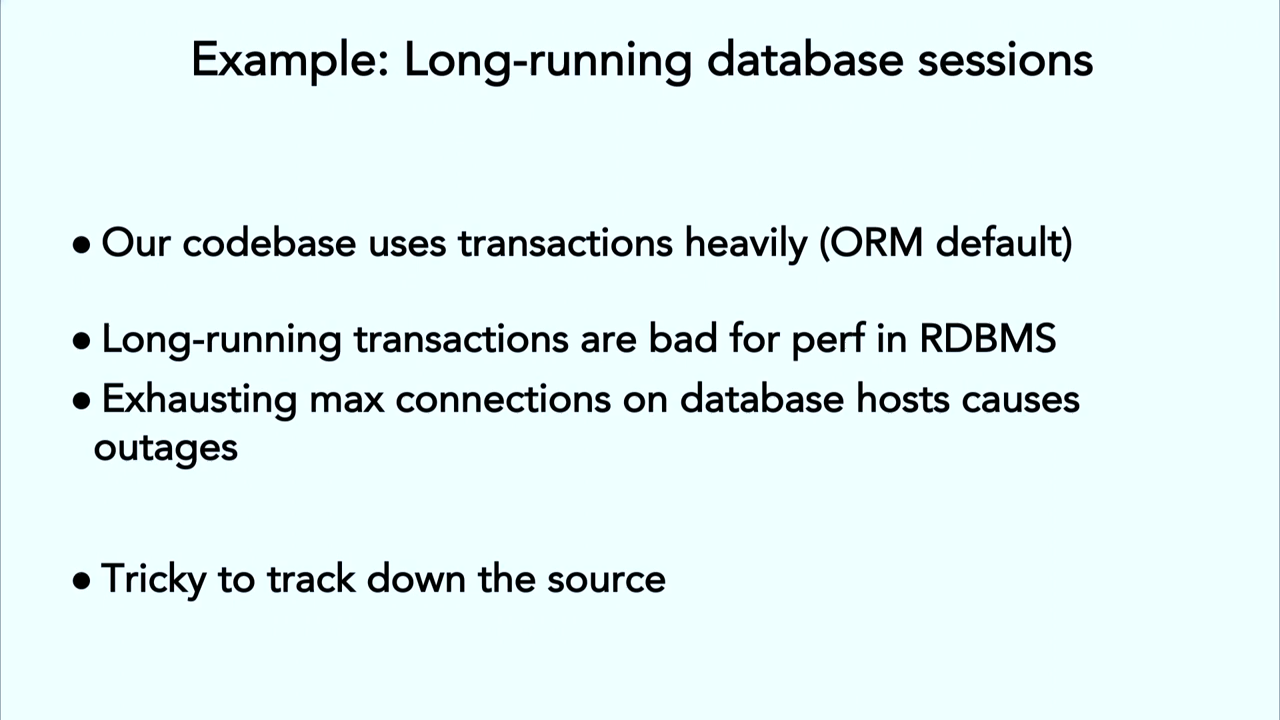 Example: Long-running database sessions
● Our codebase uses transactions heavily (ORM default)
● Long-running transactions are bad for perf in RDBMS
● Exhausting max connections on database hosts causes
outages
● Tricky to track down the source